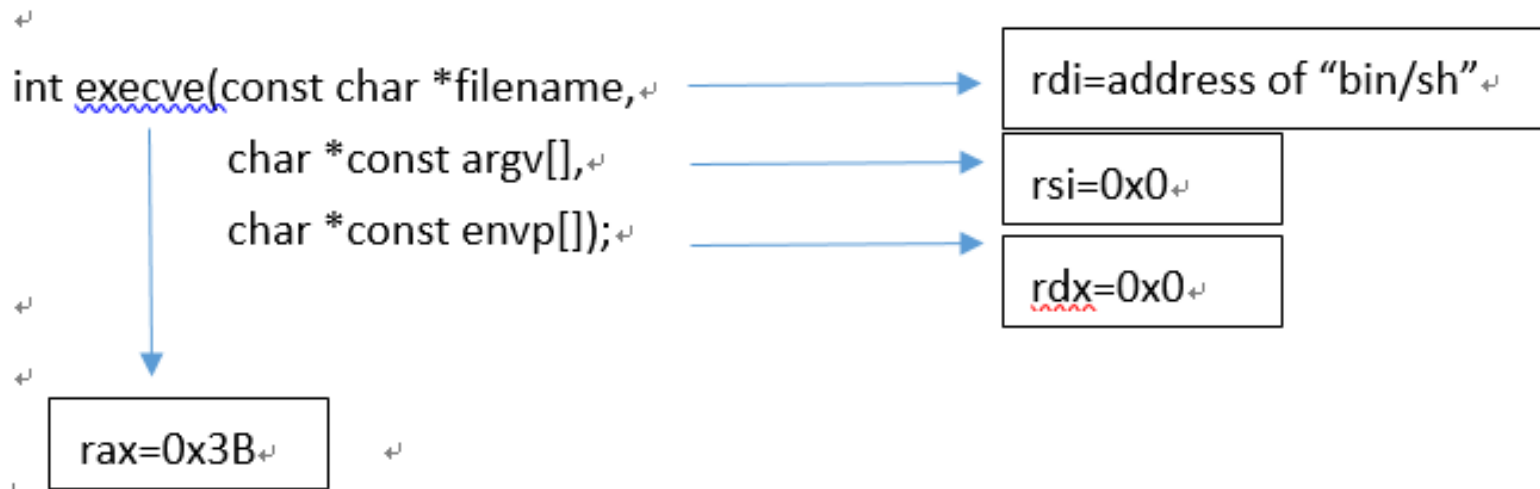 int execve(const char *filename,
char *const argv[],
char *const envp[]);
rdi=address of “bin/sh”
rsi=0x0
rdx=0x0
rax=0x3B